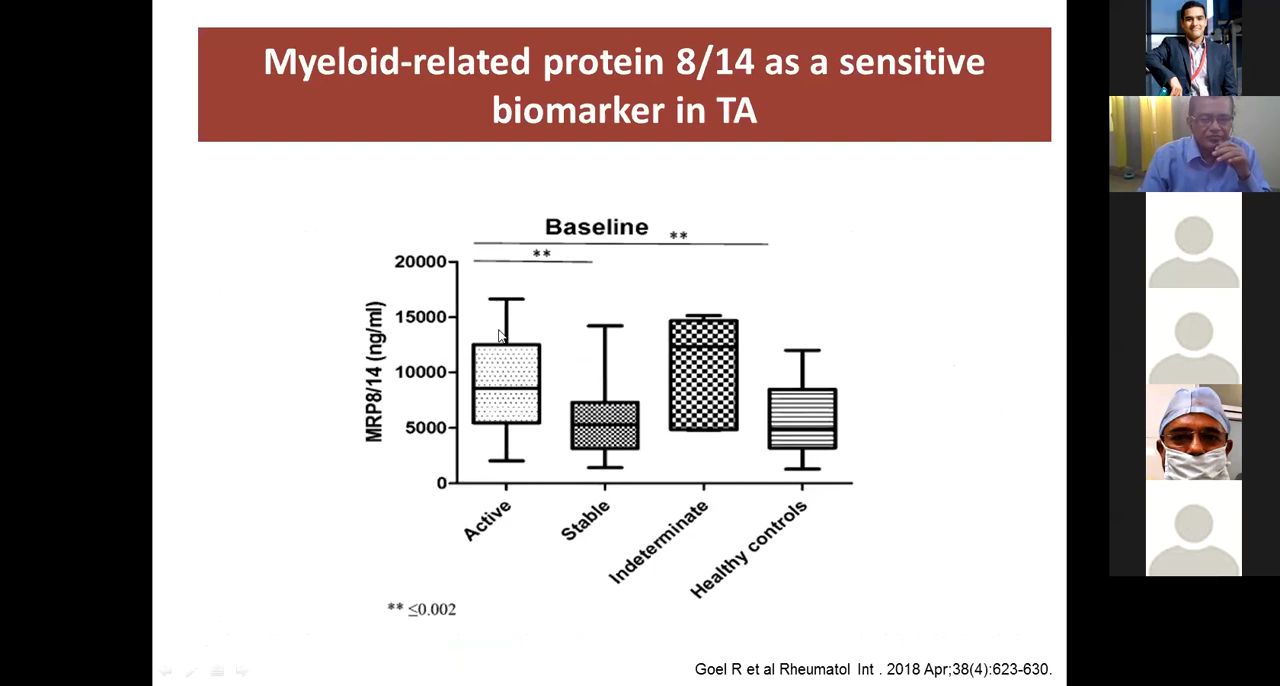 Myeloid-related protein 8/14 as a sensitive
biomarker in TA
Baseline
**
**
20000
15000
10000
5000
0
MRP8/14 (ng/ml)
Active
Stable
Indeterminate
Healthy controls
** ≤0.002
Goel R et al Rheumatol Int . 2018 Apr;38(4):623-630.